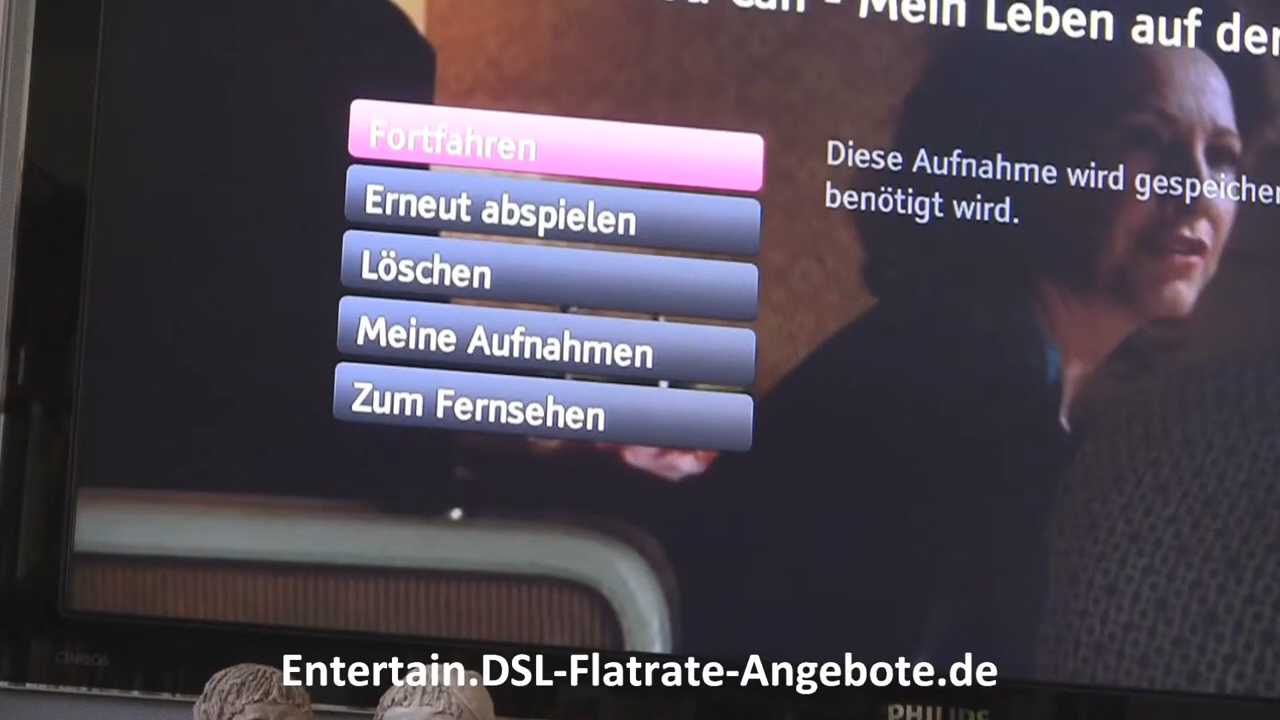 Can - Mein Leben auf der
Fortfahren
Diese Aufnahme wird
benötigt wird.
Erneut abspielen
Löschen
Meine Aufnahmen
Zum Fernsehen
Entertain.DSL-Flatrate-Angebote.de
PHILIPS